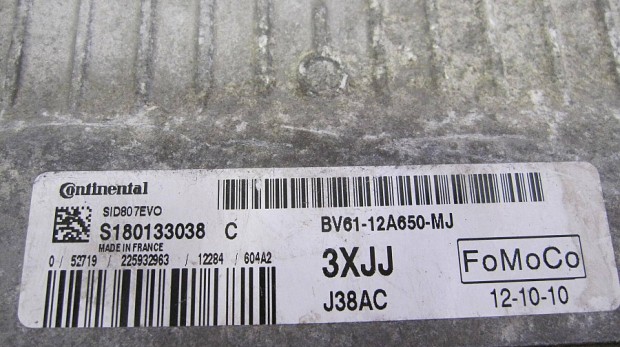 Continental
SID807EVO
S180133038 C
MADE IN FRANCE
0 / 52719 / 225932963 / 12284 / 604A2
BV61-12A650-MJ
3XJJ
FoMoCo
J38AC
12-10-10